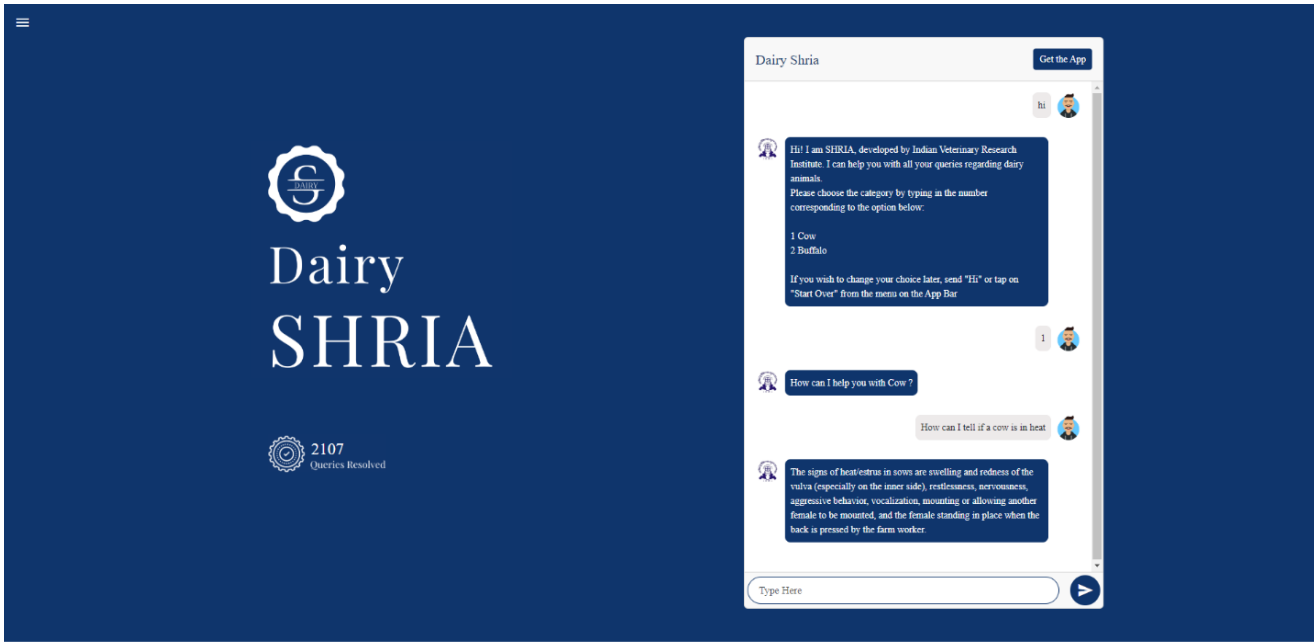 S
DAIRY
Dairy
SHRIA
2107
Queries Resolved
Dairy Shria
Get the App
hi
Hi! I am SHRIA, developed by Indian Veterinary Research
Institute. I can help you with all your queries regarding dairy
animals.
Please choose the category by typing in the number
corresponding to the option below:
1 Cow
2 Buffalo
If you wish to change your choice later, send "Hi" or tap on
"Start Over" from the menu on the App Bar
1
How can I help you with Cow ?
How can I tell if a cow is in heat
The signs of heat/estrus in sows are swelling and redness of the
vulva (especially on the inner side), restlessness, nervousness,
aggressive behavior, vocalization, mounting or allowing another
female to be mounted, and the female standing in place when the
back is pressed by the farm worker.
Type Here